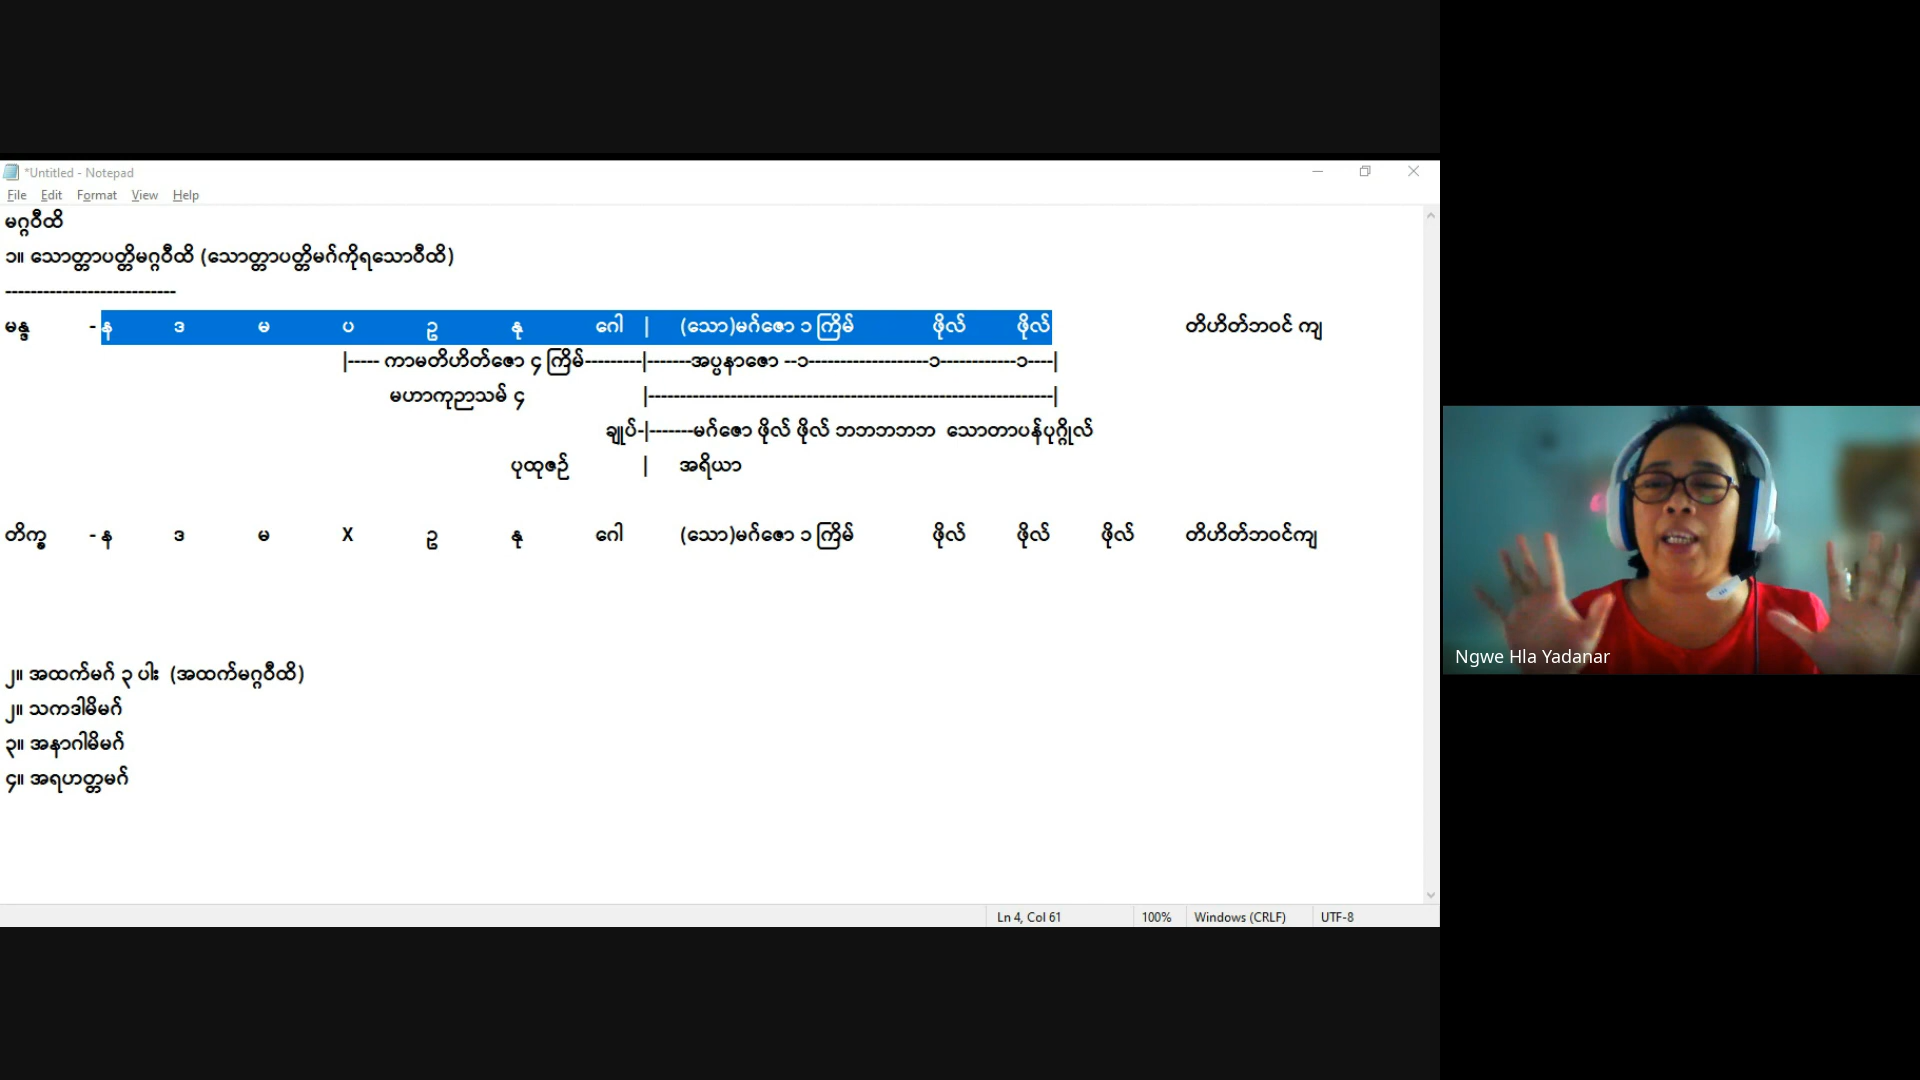 *Untitled - Notepad
File Edit Format View Help
မဂ္ဂဝီထိ
၁။ သောတ္တာပတ္တိမဂ္ဂဝီထိ (သောတ္တာပတ္တိမဂ်ကိုရသောဝီထိ)
---------------------------
မန္ဒ - န ဒ မ ပ ဥ နု ဂေါ | (သော)မဂ်ဇော ၁ ကြိမ် ဖိုလ် ဖိုလ် တိဟိတ်ဘဝင် ကျ
|----- ကာမတိဟိတ်ဇော ၄ ကြိမ်---------|-------အပ္ပနာဇော --၁-------------------၁------------၁----|
မဟာကုဉာသမ် ၄ |----------------------------------------------------------------|
ချုပ်-|-------မဂ်ဇော ဖိုလ် ဖိုလ် ဘဘဘဘဘ သောတာပန်ပုဂ္ဂိုလ်
ပုထုဇဉ် | အရိယာ
တိက္ခ - န ဒ မ X ဥ နု ဂေါ (သော)မဂ်ဇော ၁ ကြိမ် ဖိုလ် ဖိုလ် ဖိုလ် တိဟိတ်ဘဝင်ကျ
၂။ အထက်မဂ် ၃ ပါး (အထက်မဂ္ဂဝီထိ)
၂။ သကဒါမိမဂ်
၃။ အနာဂါမိမဂ်
၄။ အရဟတ္တမဂ်
Ln 4, Col 61 100% Windows (CRLF) UTF-8
Ngwe Hla Yadanar